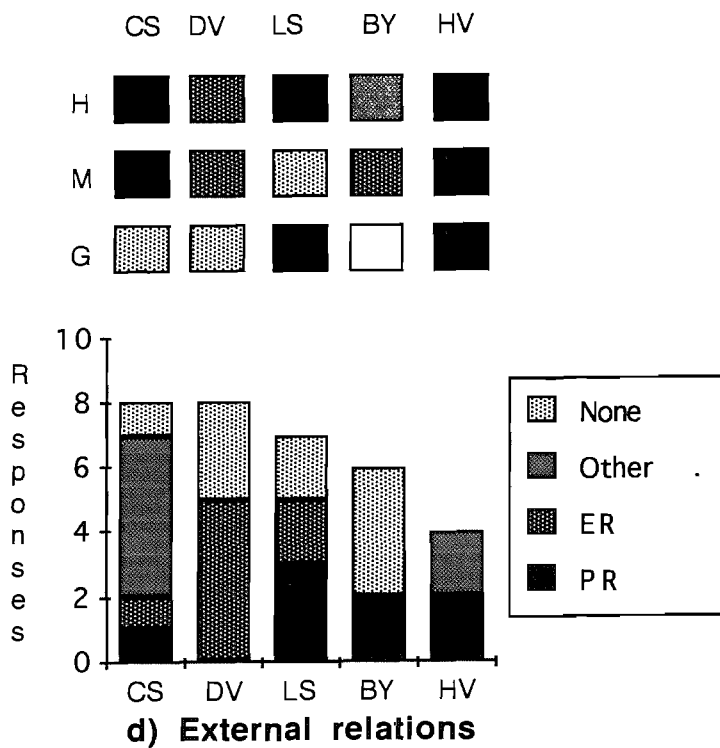 CS DV LS BY HV
H
M
G
Responses
10
8
6
4
2
0
CS DV LS BY HV
None
Other
ER
PR
d) External relations